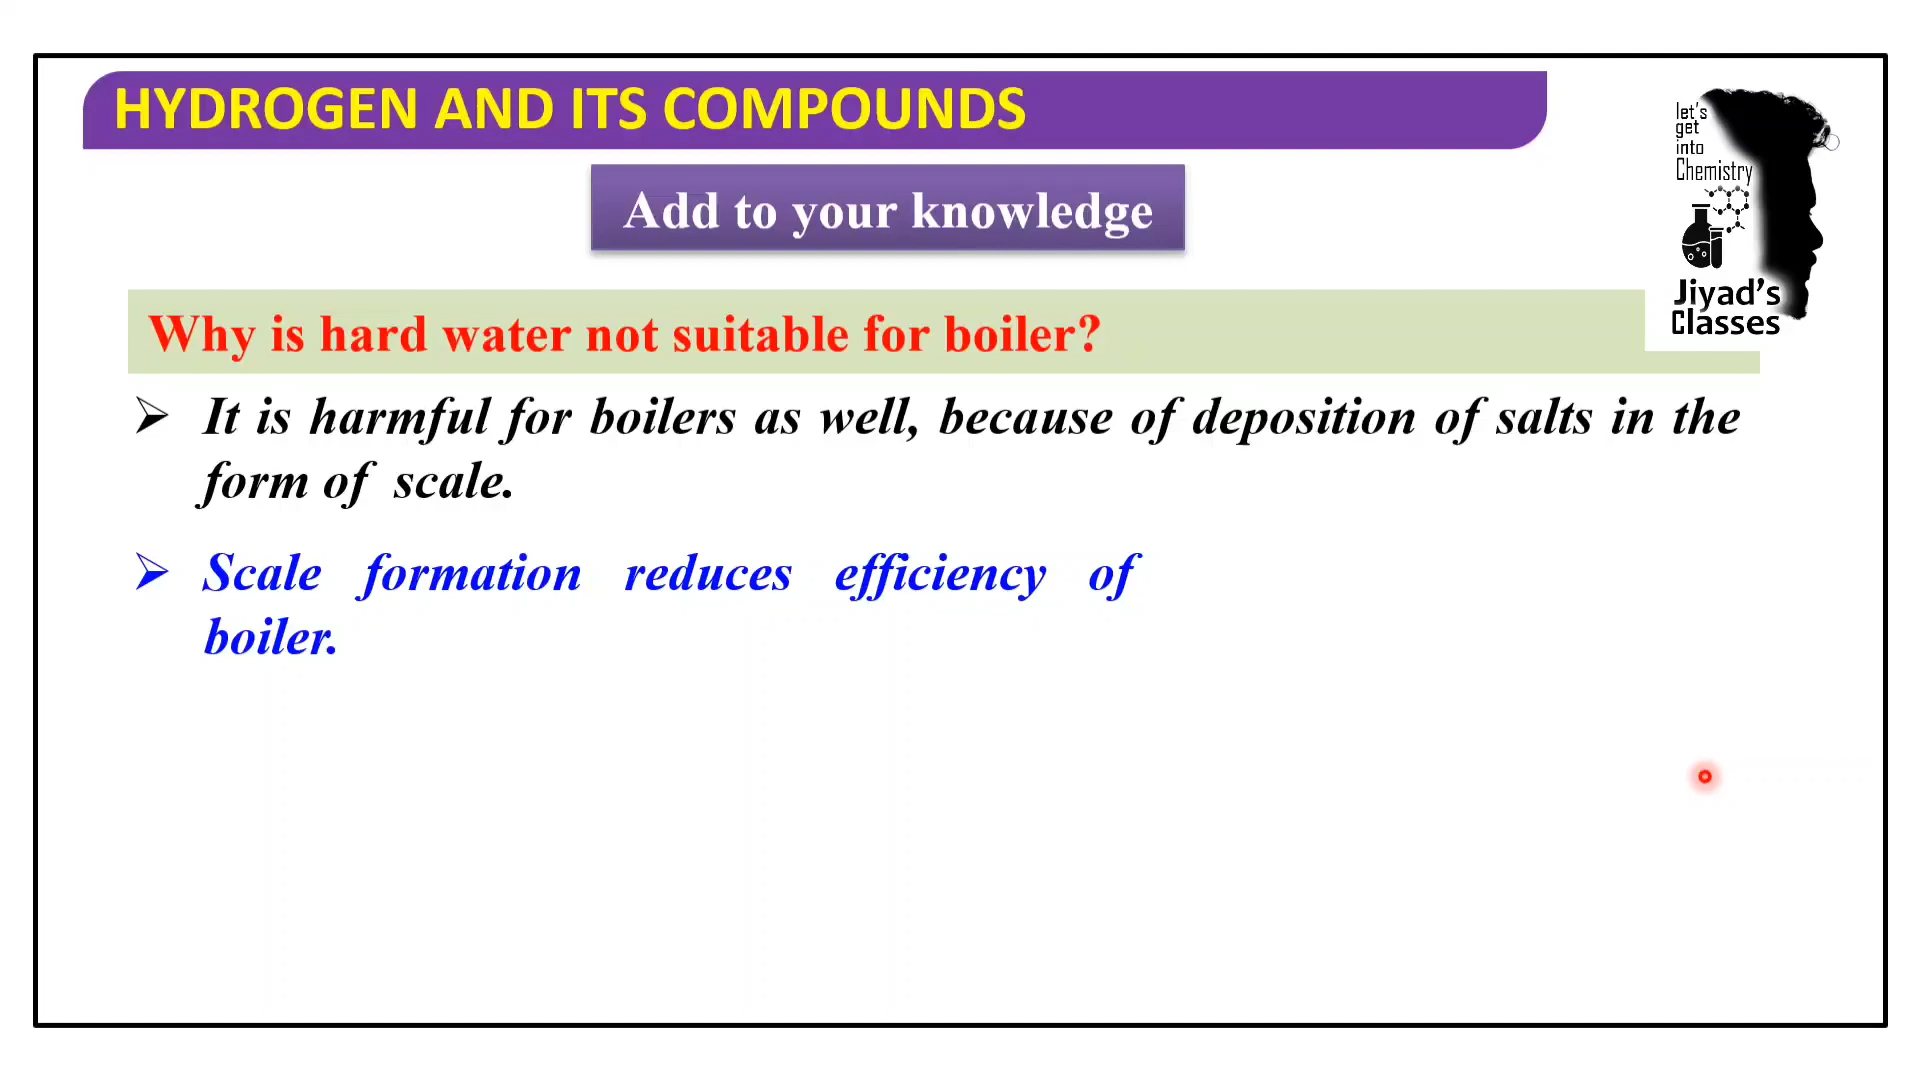 HYDROGEN AND ITS COMPOUNDS
Add to your knowledge
let's
get
into
Chemistry
Jiyad's
Classes
Why is hard water not suitable for boiler?
➢ It is harmful for boilers as well, because of deposition of salts in the
form of scale.
➢ Scale formation reduces efficiency of
boiler.